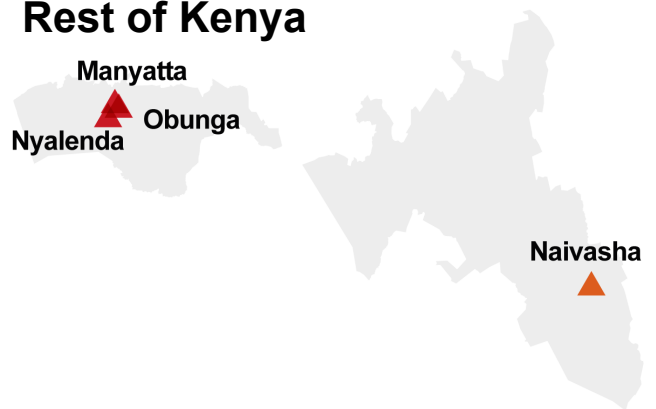 Rest of Kenya
Manyatta
Obunga
Nyalenda
Naivasha